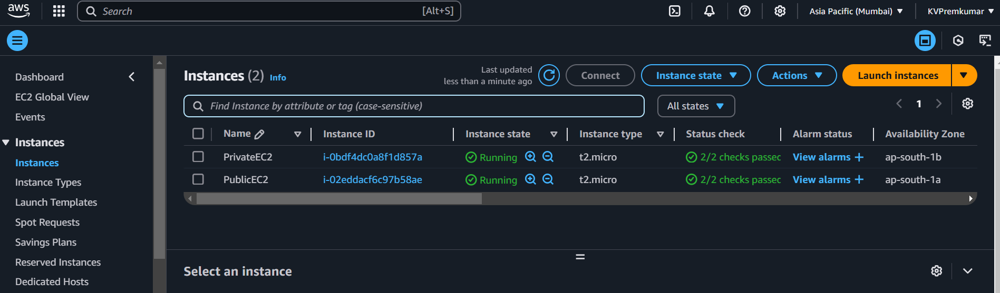 aws
Search [Alt+S]
Asia Pacific (Mumbai) KVPremkumar
Dashboard
EC2 Global View
Events
Instances
Instances
Instance Types
Launch Templates
Spot Requests
Savings Plans
Reserved Instances
Dedicated Hosts
Instances (2) Info
Last updated
less than a minute ago
Connect Instance state Actions Launch instances
Find Instance by attribute or tag (case-sensitive)
All states
1
Name Instance ID Instance state Instance type Status check Alarm status Availability Zone
PrivateEC2 i-0bdf4dc0a8f1d857a Running t2.micro 2/2 checks passec View alarms + ap-south-1b
PublicEC2 i-02eddacf6c97b58ae Running t2.micro 2/2 checks passec View alarms + ap-south-1a
Select an instance